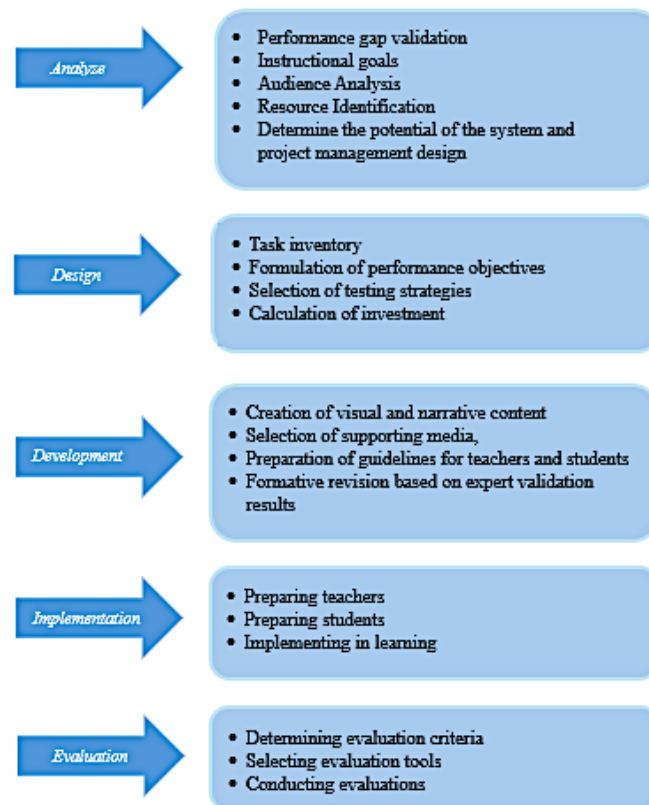 Analyze
• Performance gap validation
• Instructional goals
• Audience Analysis
• Resource Identification
• Determine the potential of the system and
project management design
Design
• Task inventory
• Formulation of performance objectives
• Selection of testing strategies
• Calculation of investment
Development
• Creation of visual and narrative content
• Selection of supporting media,
• Preparation of guidelines for teachers and students
• Formative revision based on expert validation
results
Implementation
• Preparing teachers
• Preparing students
• Implementing in learning
Evaluation
• Determining evaluation criteria
• Selecting evaluation tools
• Conducting evaluations